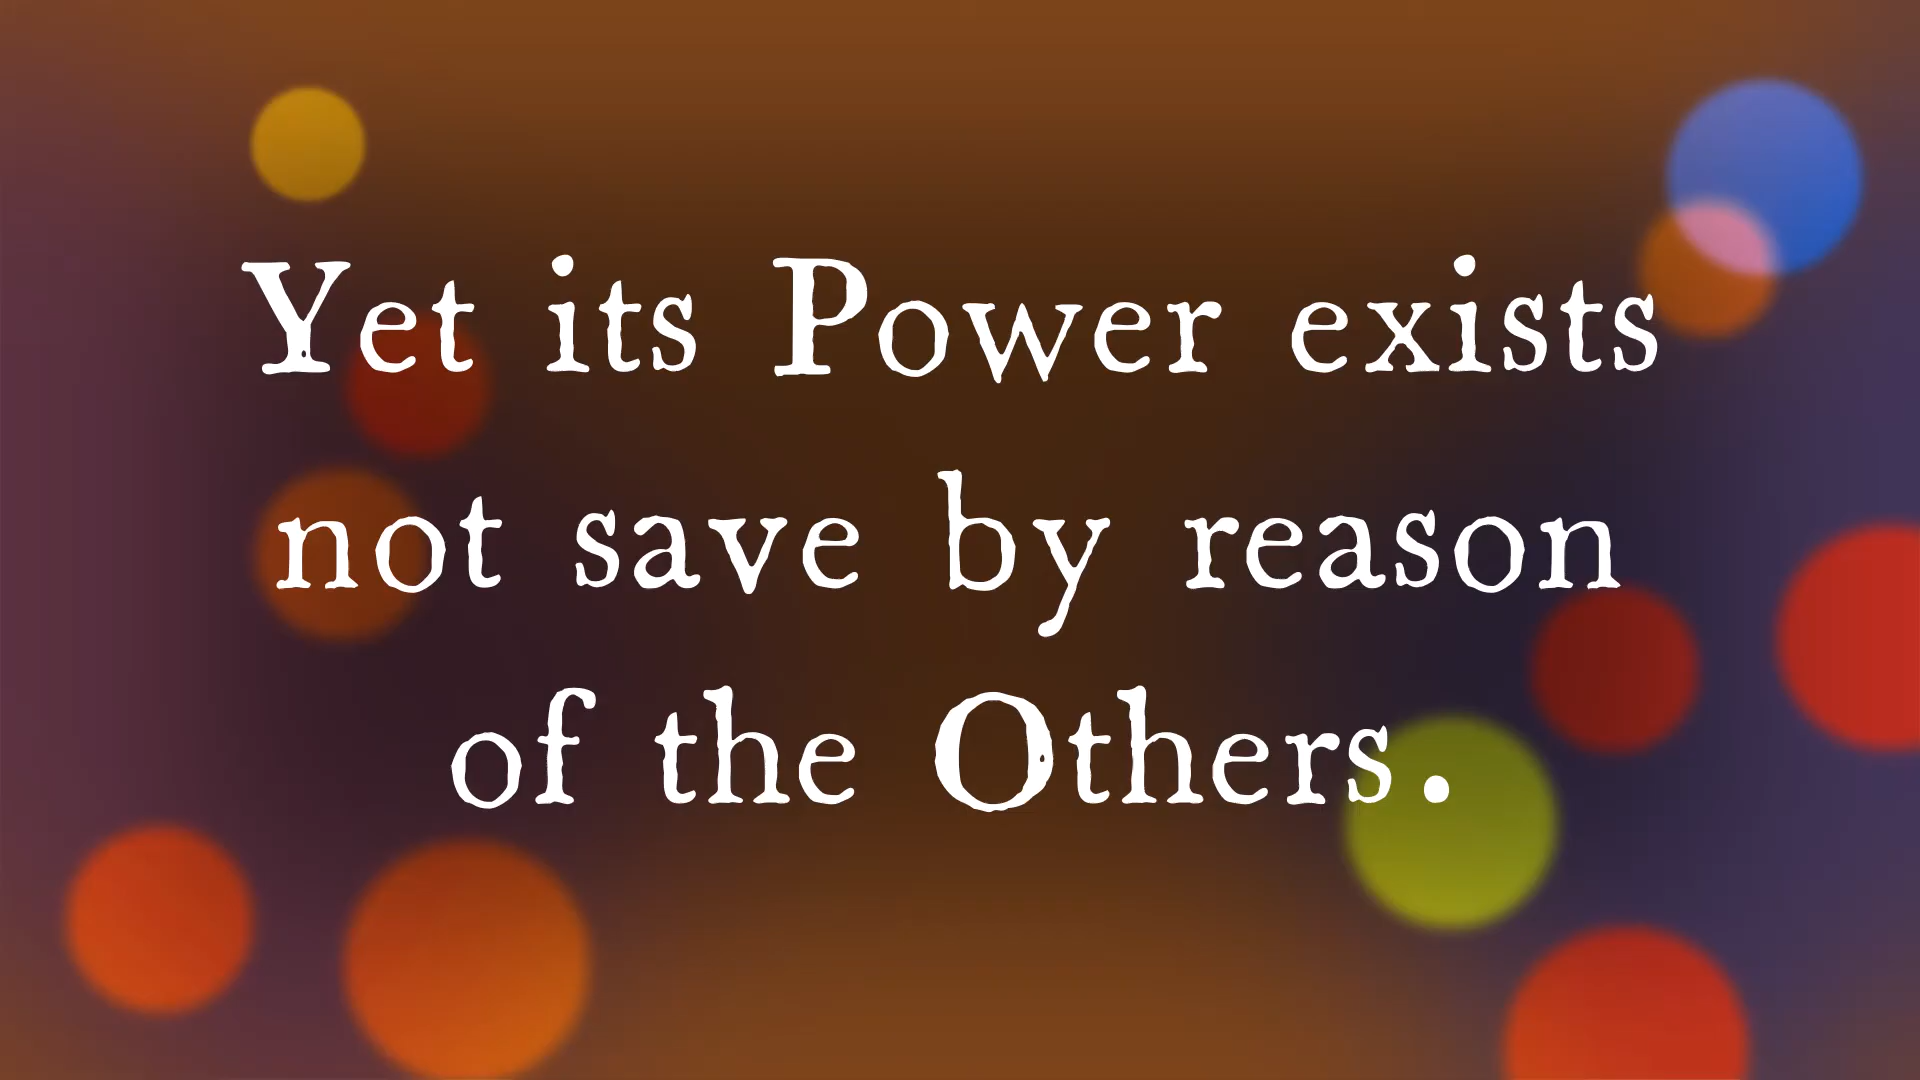 Yet its Power exists
not save by reason
of the Others.